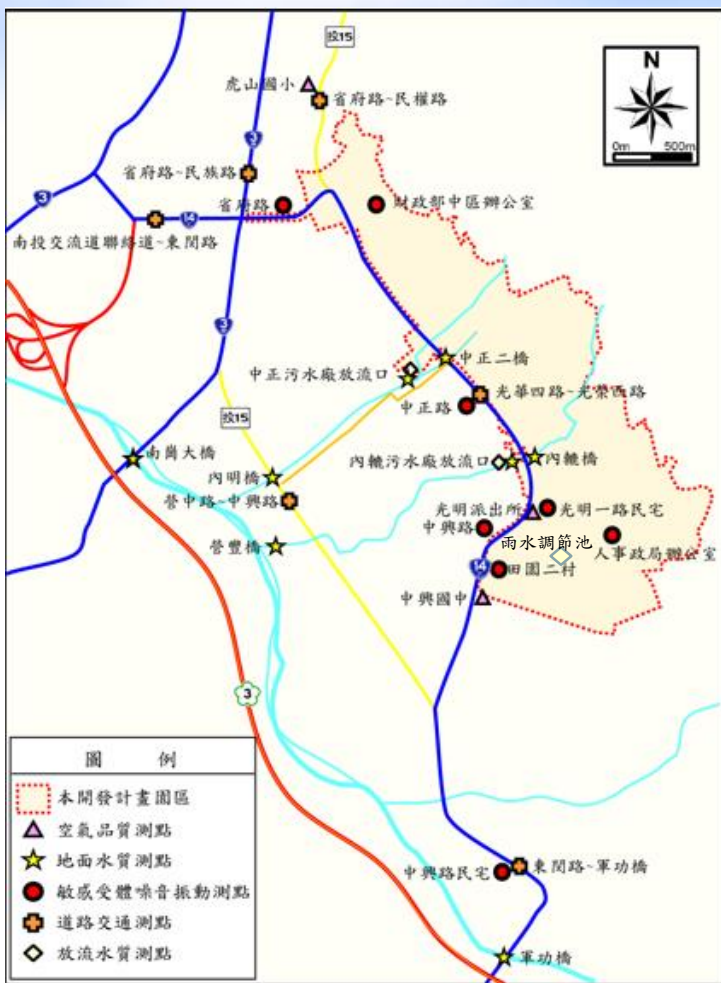 投15
虎山國小
省府路~民權路
N
0m 500m
3
省府路~民族路
3
省府路
財政部中區辦公室
14
南投交流道聯絡道~東閔路
3
中正二橋
中正污水廠放流口
光華四路~光榮西路
中正路
投15
南崗大橋
內轆污水廠放流口
內轆橋
內明橋
營中路~中興路
光明派出所
光明一路民宅
中興路
雨水調節池
人事政局辦公室
營豐橋
14
田園二村
中興國中
3
圖 例
本開發計畫園區
空氣品質測點
地面水質測點
敏感受體噪音振動測點
道路交通測點
放流水質測點
中興路民宅
東閔路~軍功橋
軍功橋